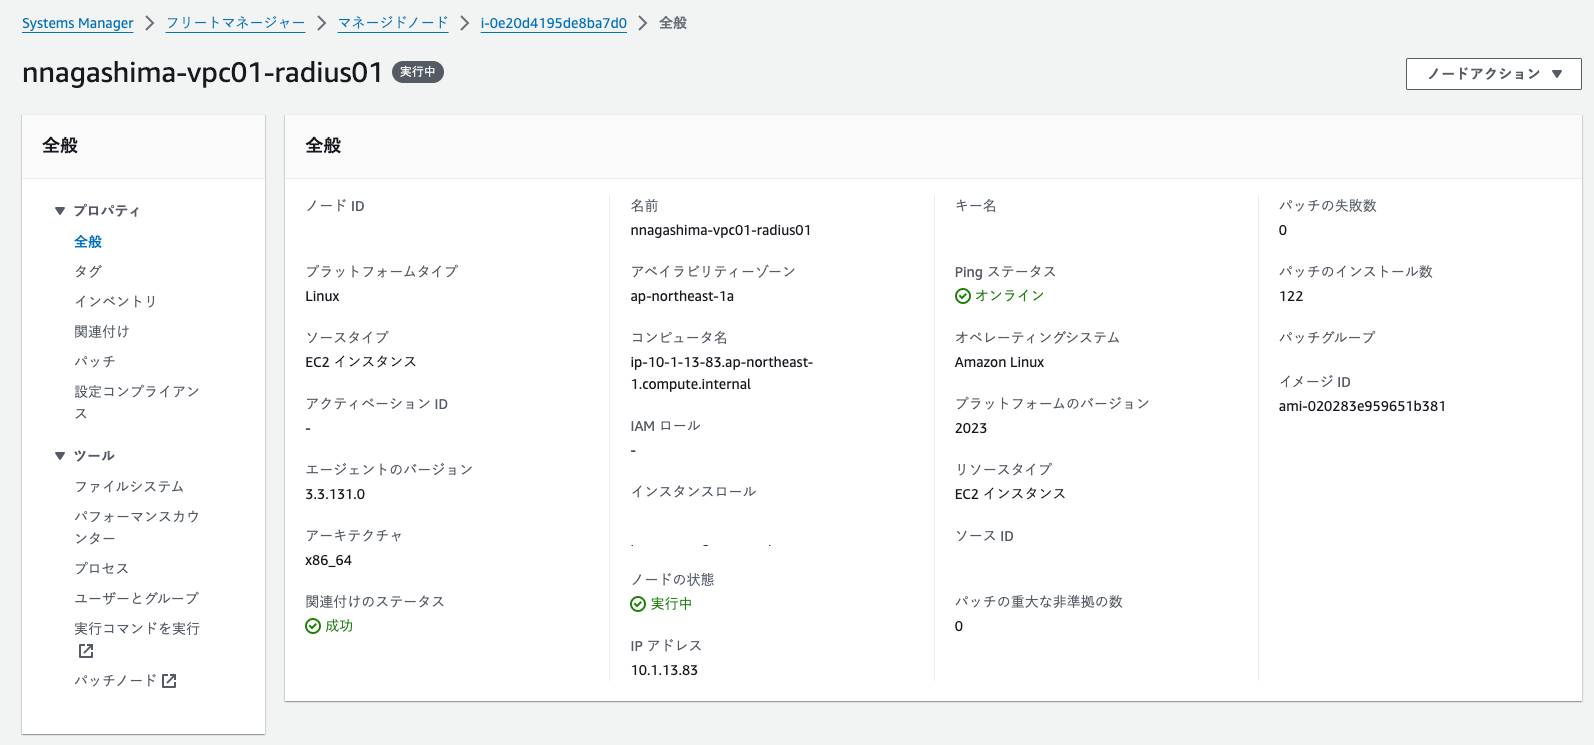 Systems Manager > フリートマネージャー > マネージドノード > i-0e20d4195de8ba7d0 > 全般
nnagashima-vpc01-radius01 実行中
ノードアクション ▼
全般
▼ プロパティ
全般
タグ
インベントリ
関連付け
パッチ
設定コンプライアン
ス
▼ ツール
ファイルシステム
パフォーマンスカウ
ンター
プロセス
ユーザーとグループ
実行コマンドを実行
パッチノード
全般
ノード ID
プラットフォームタイプ
Linux
ソースタイプ
EC2 インスタンス
アクティベーション ID
-
エージェントのバージョン
3.3.131.0
アーキテクチャ
x86_64
関連付けのステータス
成功
名前
nnagashima-vpc01-radius01
アベイラビリティーゾーン
ap-northeast-1a
コンピュータ名
ip-10-1-13-83.ap-northeast-
1.compute.internal
IAM ロール
-
インスタンスロール
ノードの状態
実行中
IP アドレス
10.1.13.83
キー名
Ping ステータス
オンライン
オペレーティングシステム
Amazon Linux
プラットフォームのバージョン
2023
リソースタイプ
EC2 インスタンス
ソース ID
パッチの重大な非準拠の数
0
パッチの失敗数
0
パッチのインストール数
122
パッチグループ
イメージ ID
ami-020283e959651b381